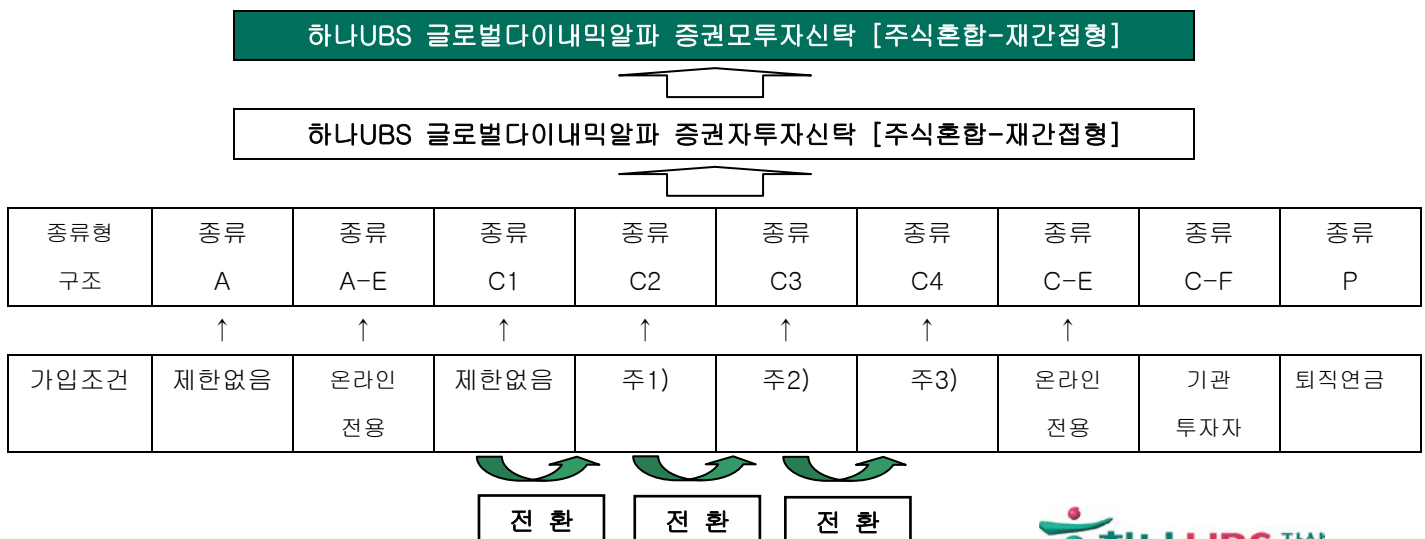 하나UBS 글로벌다이내믹알파 증권모투자신탁 [주식혼합-재간접형]
하나UBS 글로벌다이내믹알파 증권자투자신탁 [주식혼합-재간접형]
종류형 종류 종류 종류 종류 종류 종류 종류 종류 종류
구조 A A-E C1 C2 C3 C4 C-E C-F P
↑ ↑ ↑ ↑ ↑ ↑ ↑
가입조건 제한없음 온라인 제한없음 주1) 주2) 주3) 온라인 기관 퇴직연금
전용 전용 투자자
전 환 전 환 전 환